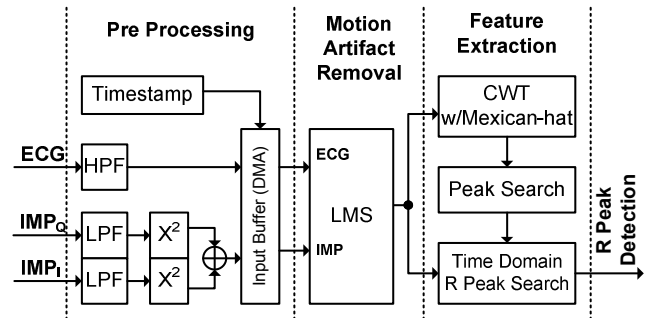 Pre Processing
Motion
Artifact
Removal
Feature
Extraction
Timestamp
CWT
w/Mexican-hat
ECG
HPF
Input Buffer (DMA)
ECG
LMS
IMP
Peak Search
IMPQ
LPF
X²
IMPI
LPF
X²
Time Domain
R Peak Search
R Peak
Detection